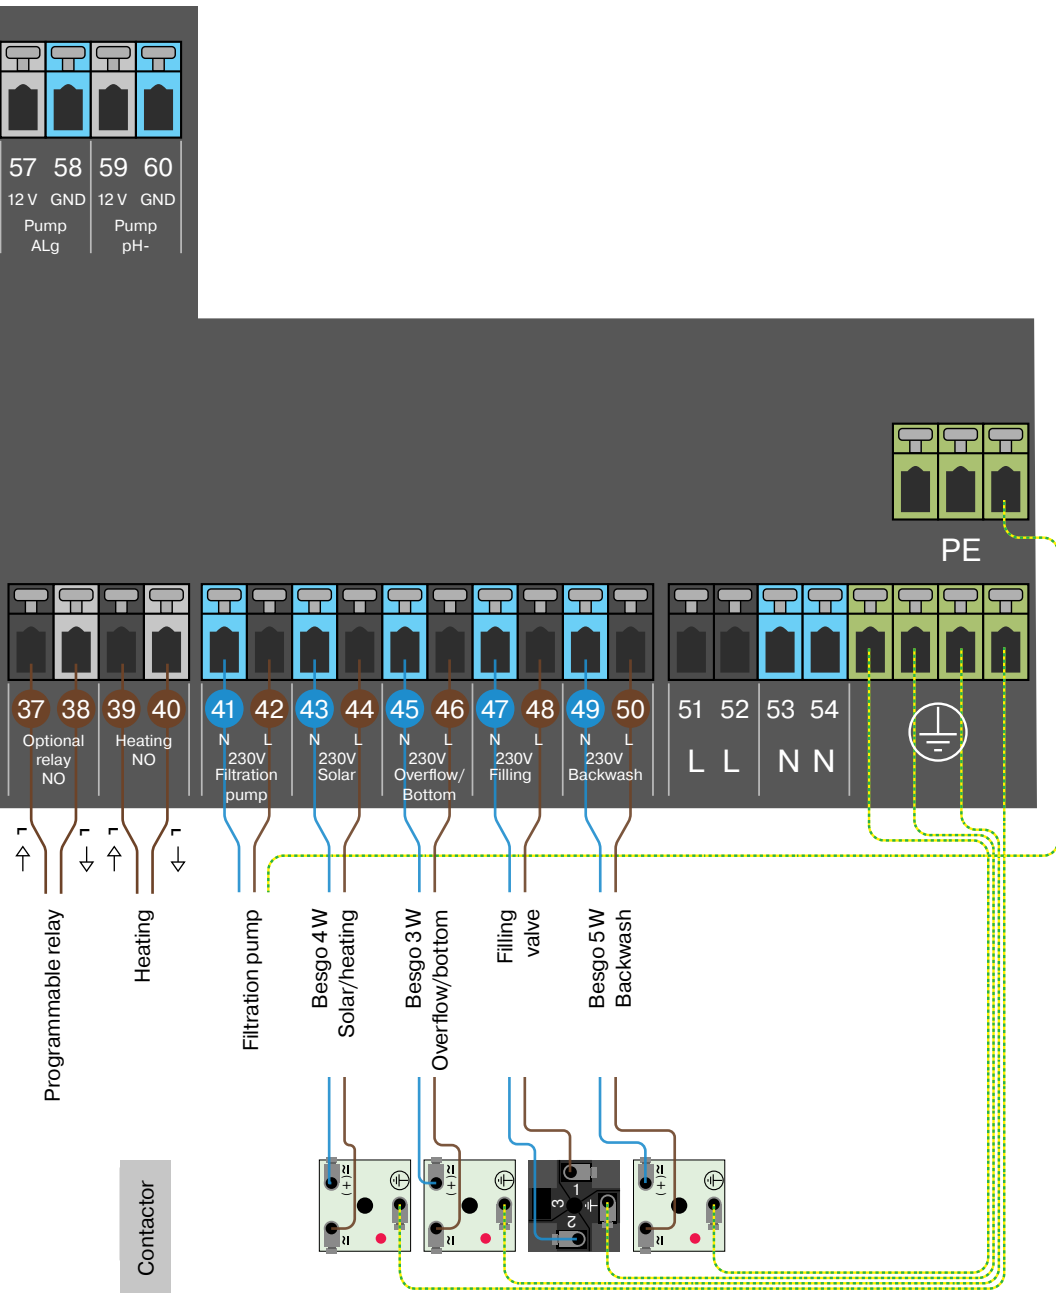 57 58 59 60
12 V GND 12 V GND
Pump Pump
ALg pH-
PE
37 38 39 40 41 42 43 44 45 46 47 48 49 50 51 52 53 54
N L N L N L N L N L
L L N N
Optional
relay
NO
Heating
NO
230V
Filtration
pump
230V
Solar
230V
Overflow/
Bottom
230V
Filling
230V
Backwash
L L L L
Programmable relay
Heating
Filtration pump
Besgo 4 W
Solar/heating
Besgo 3 W
Overflow/bottom
Filling
valve
Besgo 5 W
Backwash
Contactor
(+)
(+)
1
3
2
(+)